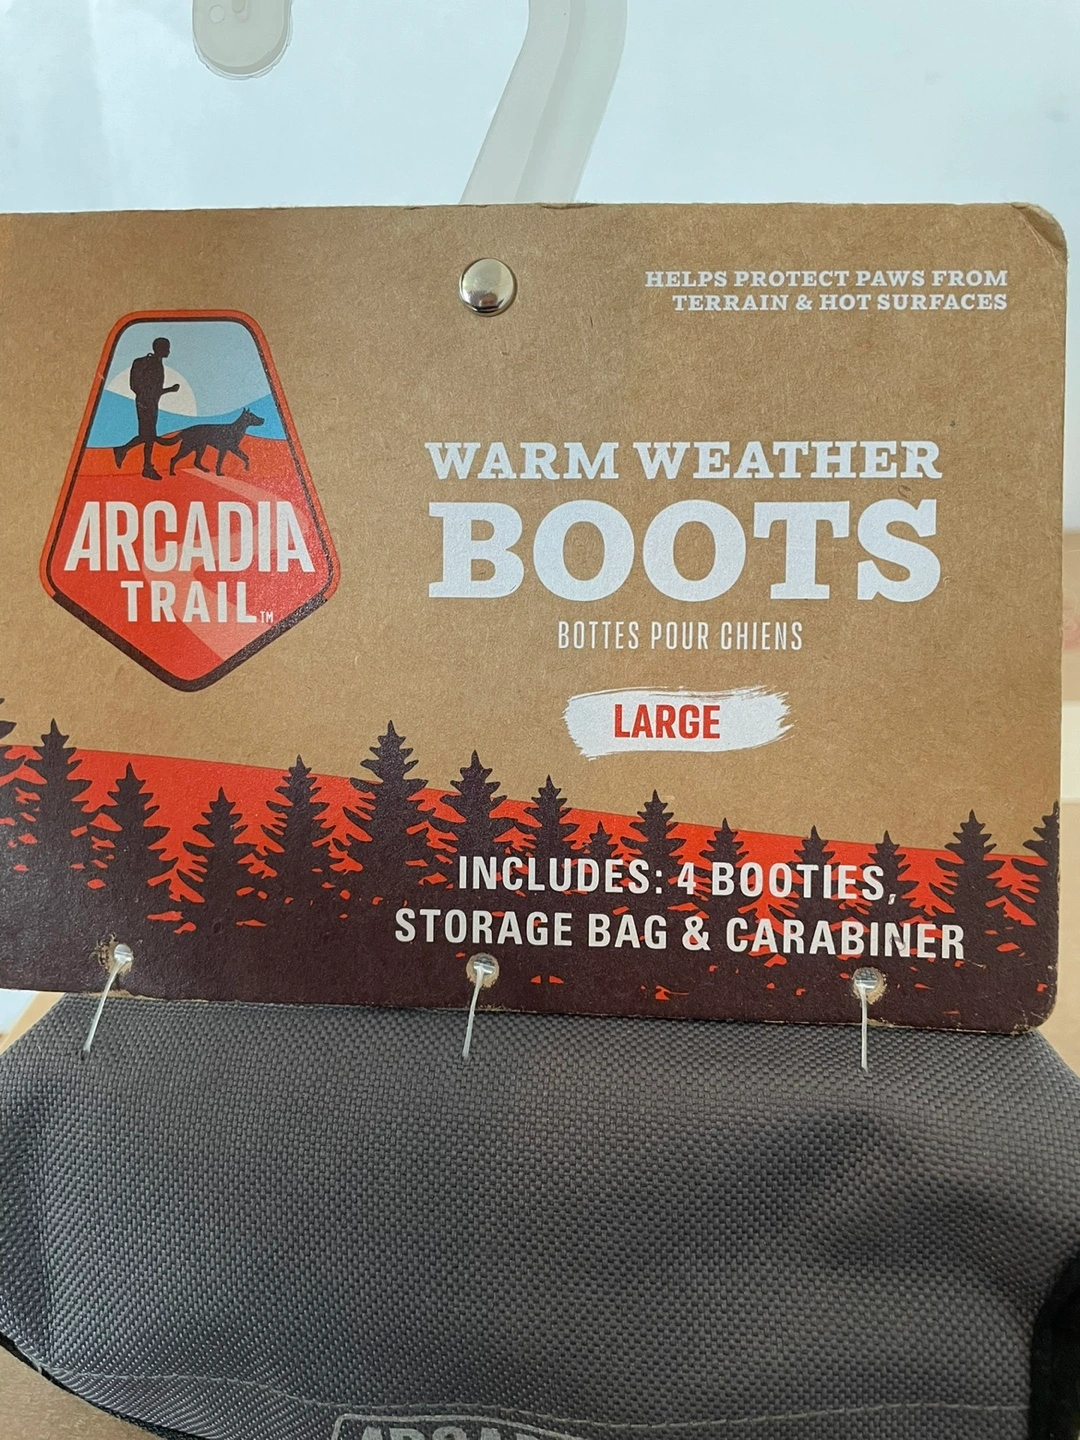 HELPS PROTECT PAWS FROM
TERRAIN & HOT SURFACES
ARCADIA
TRAIL™
WARM WEATHER
BOOTS
BOTTES POUR CHIENS
LARGE
INCLUDES: 4 BOOTIES,
STORAGE BAG & CARABINER